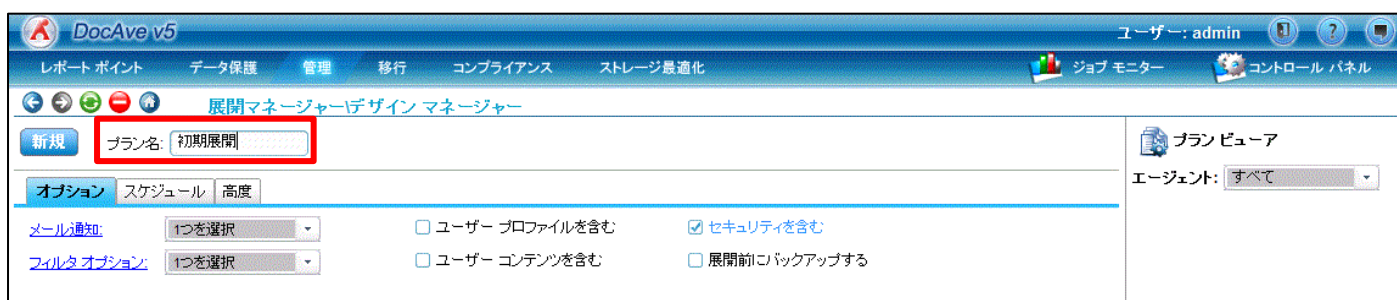 DocAve v5
ユーザー: admin
レポート ポイント データ保護 管理 移行 コンプライアンス ストレージ最適化 ジョブ モニター コントロール パネル
展開マネージャー\デザイン マネージャー
新規 プラン名: 初期展開
プラン ビューア
エージェント: すべて
オプション スケジュール 高度
メール通知: 1つを選択 ユーザー プロファイルを含む セキュリティを含む
フィルタ オプション: 1つを選択 ユーザー コンテンツを含む 展開前にバックアップする